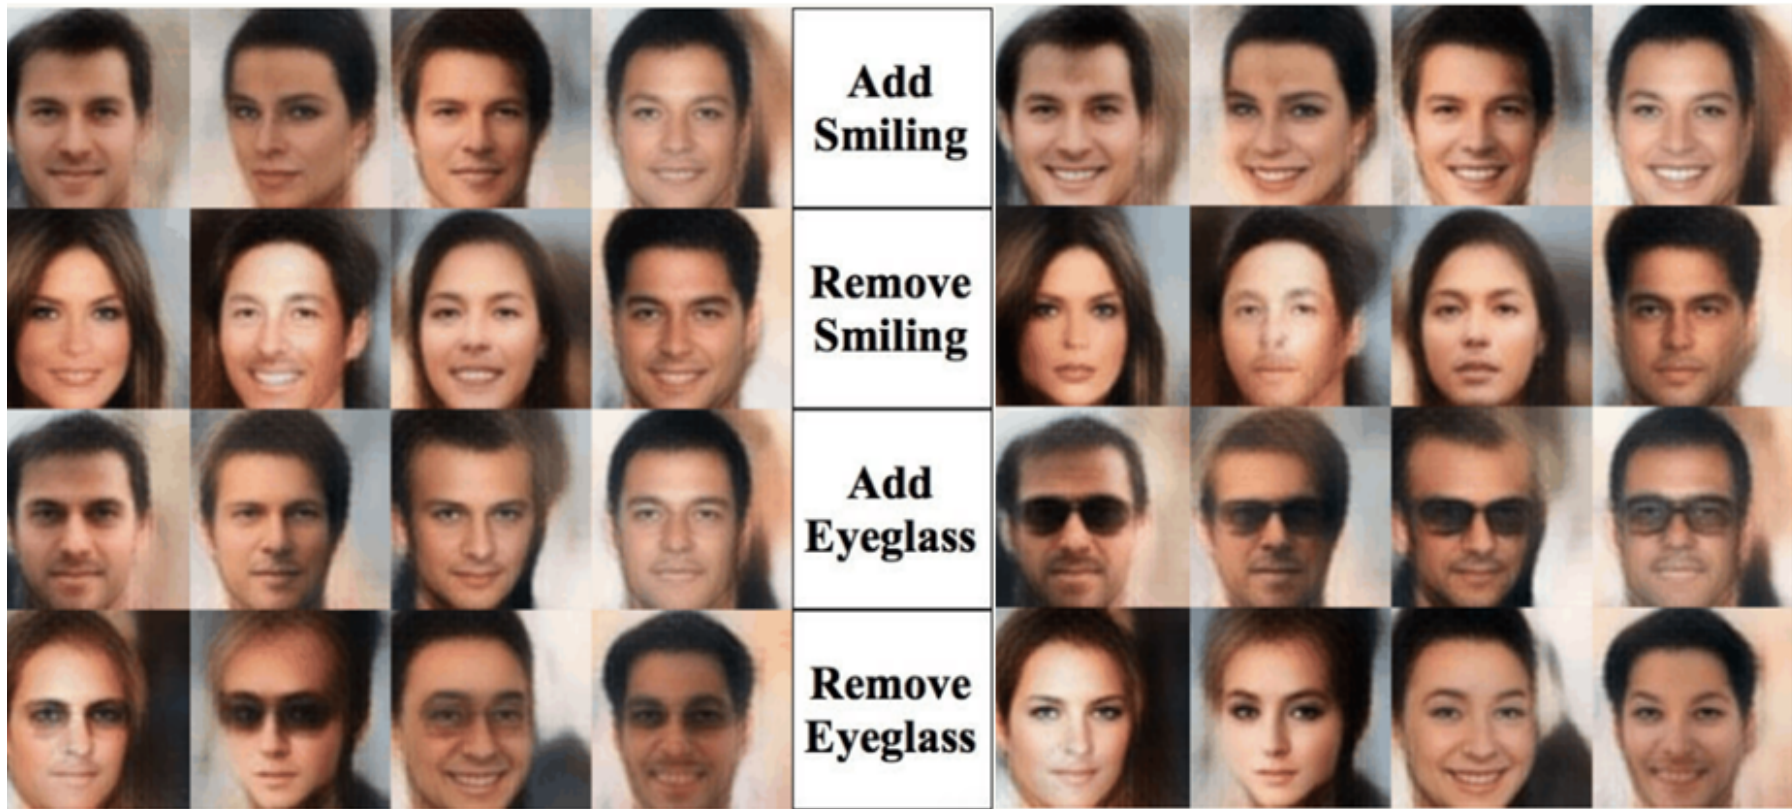 Add
Smiling
Remove
Smiling
Add
Eyeglass
Remove
Eyeglass